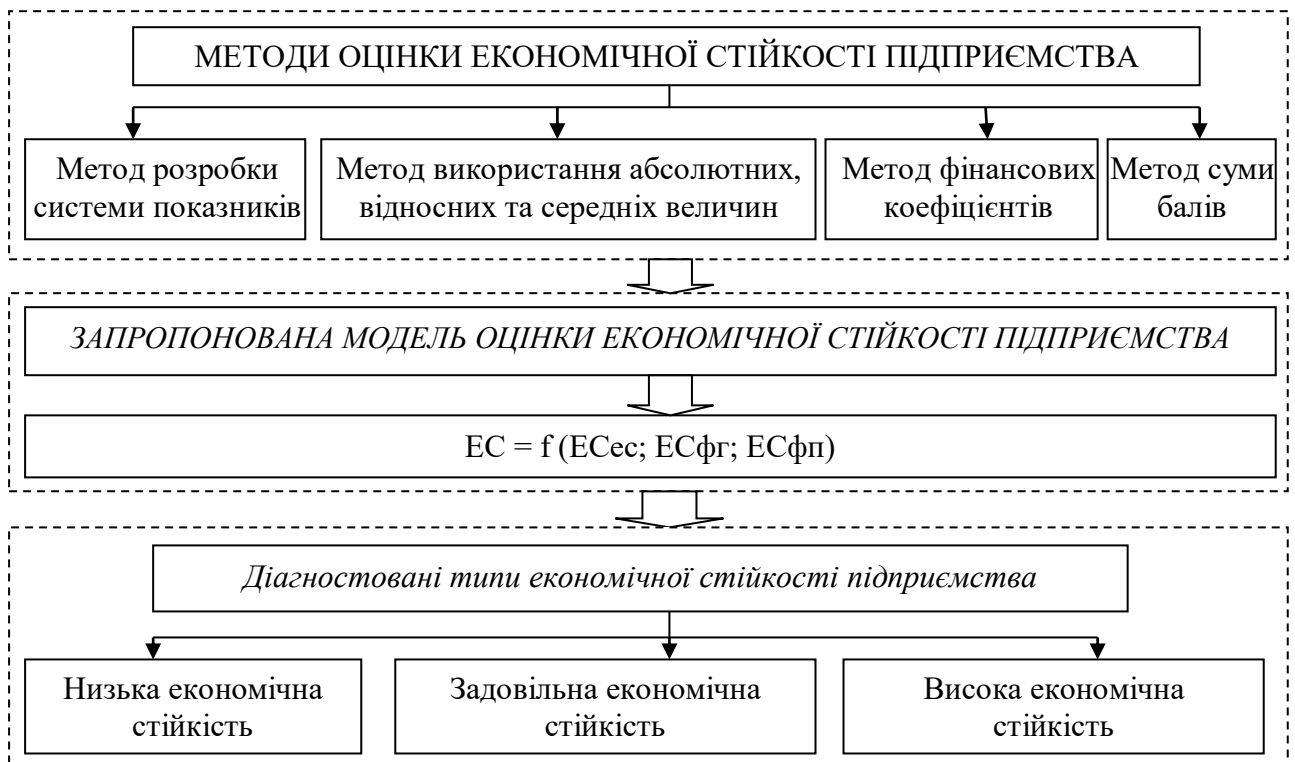 МЕТОДИ ОЦІНКИ ЕКОНОМІЧНОЇ СТІЙКОСТІ ПІДПРИЄМСТВА
Метод розробки
системи показників
Метод використання абсолютних,
відносних та середніх величин
Метод фінансових
коефіцієнтів
Метод суми
балів
ЗАПРОПОНОВАНА МОДЕЛЬ ОЦІНКИ ЕКОНОМІЧНОЇ СТІЙКОСТІ ПІДПРИЄМСТВА
ЕС = f (ЕСес; ЕСфг; ЕСфп)
Діагностовані типи економічної стійкості підприємства
Низька економічна
стійкість
Задовільна економічна
стійкість
Висока економічна
стійкість